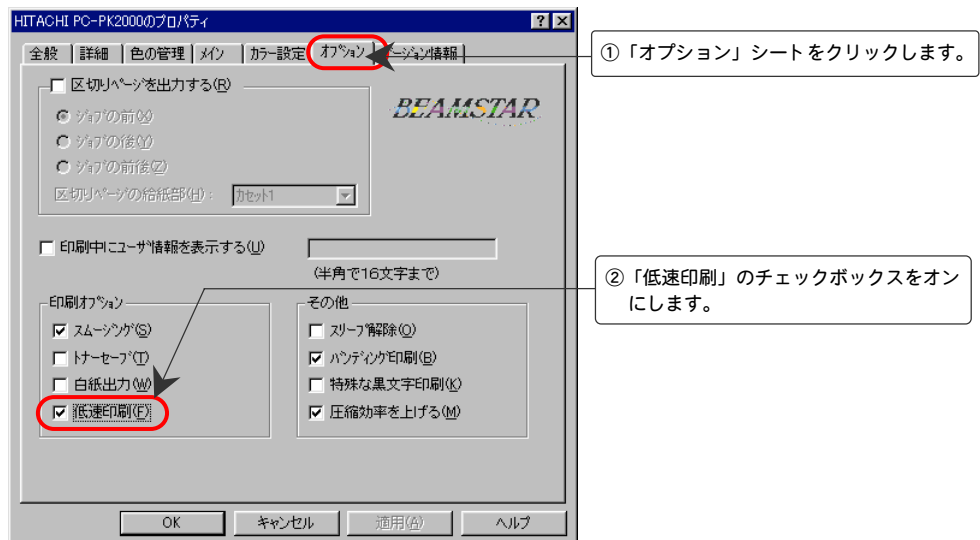 HITACHI PC-PK2000のプロパティ
全般 詳細 色の管理 メイン カラー設定 オプション バージョン情報
①「オプション」シートをクリックします。
区切りページを出力する(R)
BEAMSTAR
ジョブの前(X)
ジョブの後(Y)
ジョブの前後(Z)
区切りページの給紙部(H): カセット1
印刷中にユーザ情報を表示する(U)
(半角で16文字まで)
②「低速印刷」のチェックボックスをオン
にします。
印刷オプション
スムージング(S)
トナーセーブ(T)
白紙出力(W)
低速印刷(F)
その他
スリープ解除(O)
バンディング印刷(B)
特殊な黒文字印刷(K)
圧縮効率を上げる(M)
OK キャンセル 適用(A) ヘルプ